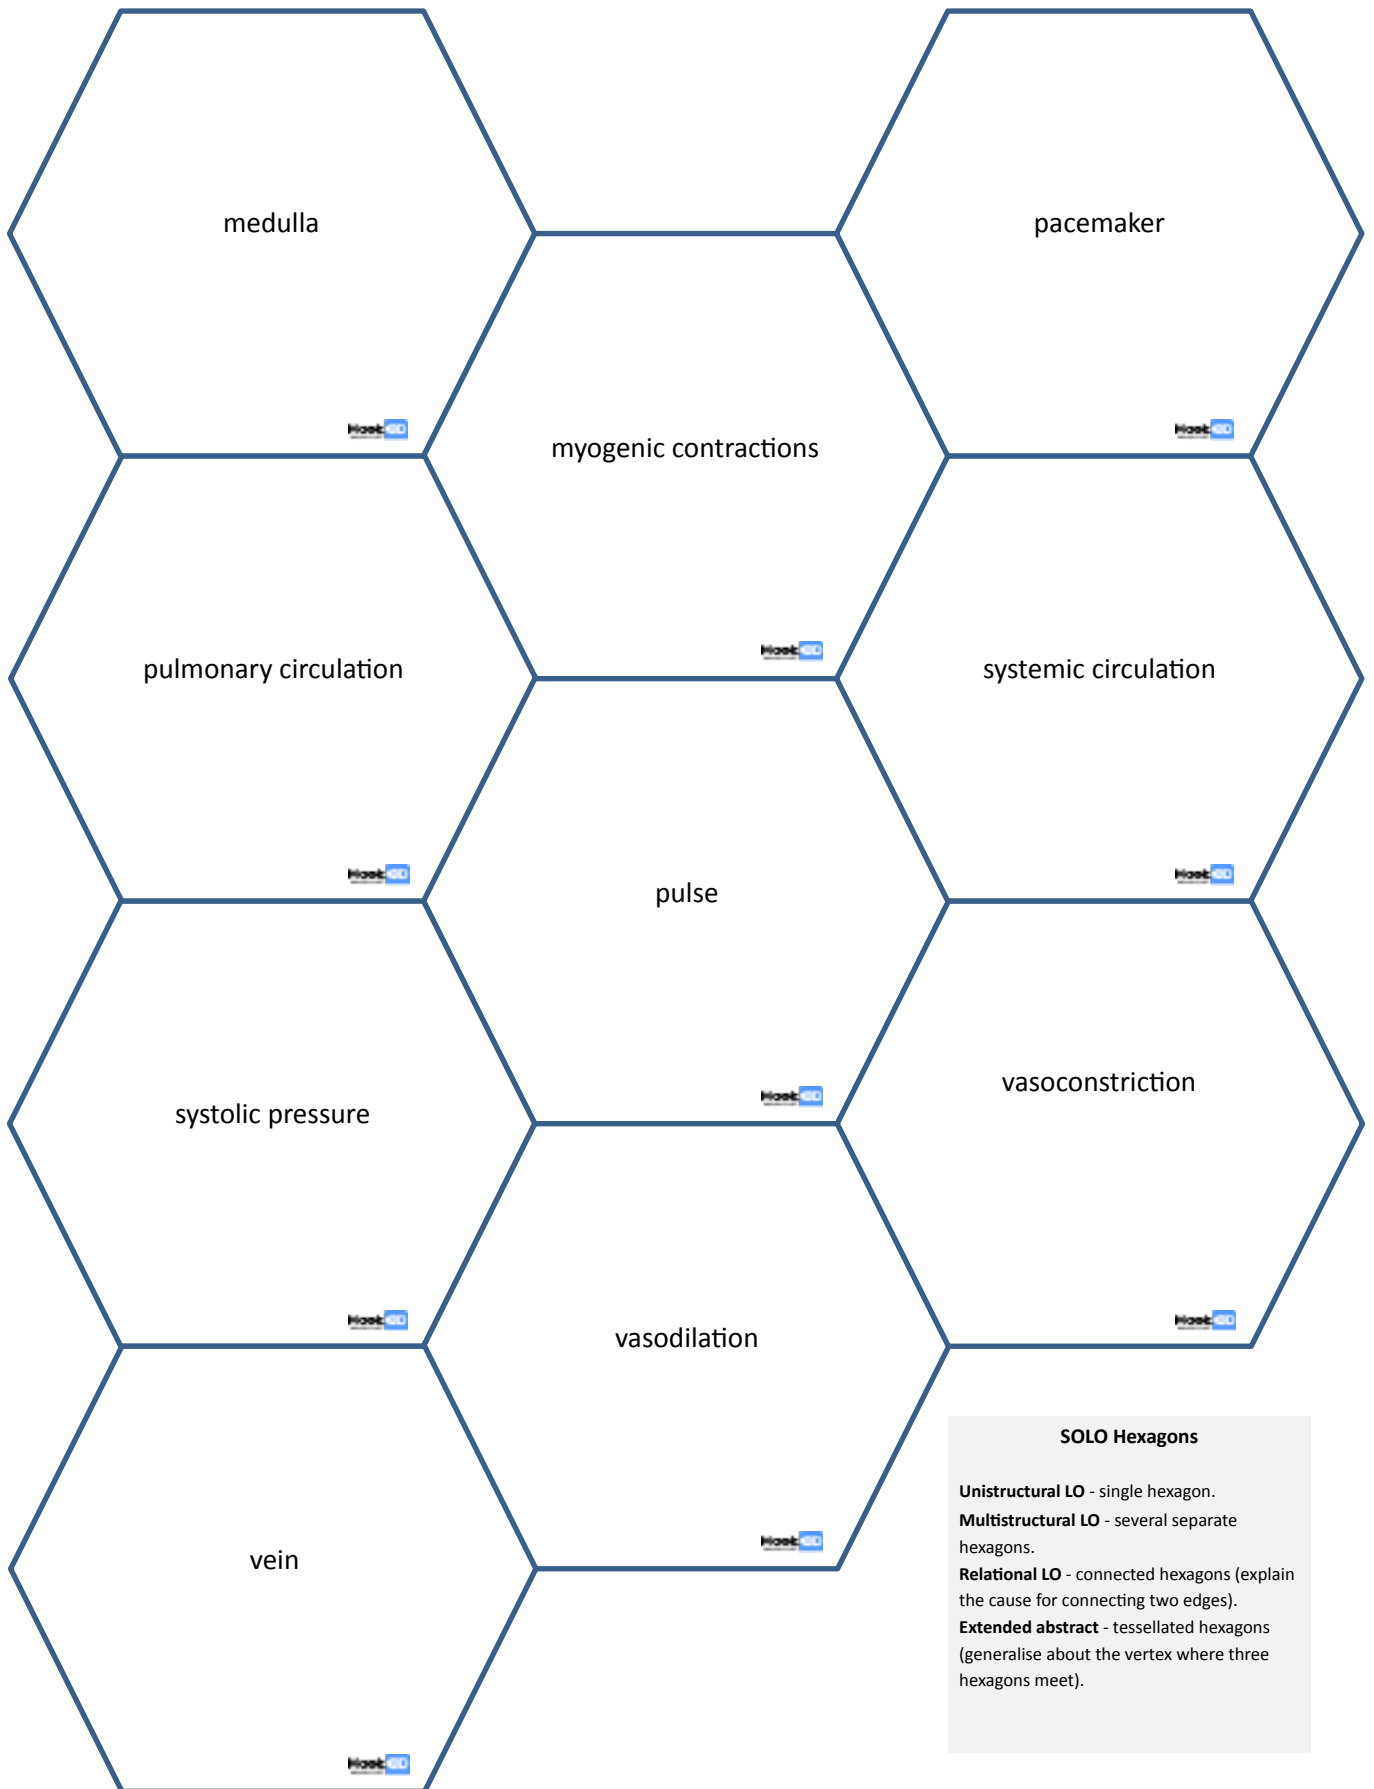 medulla
pacemaker
myogenic contractions
pulmonary circulation
systemic circulation
pulse
vasoconstriction
systolic pressure
vasodilation
vein
SOLO Hexagons
Unistructural LO - single hexagon.
Multistructural LO - several separate
hexagons.
Relational LO - connected hexagons (explain
the cause for connecting two edges).
Extended abstract - tessellated hexagons
(generalise about the vertex where three
hexagons meet).